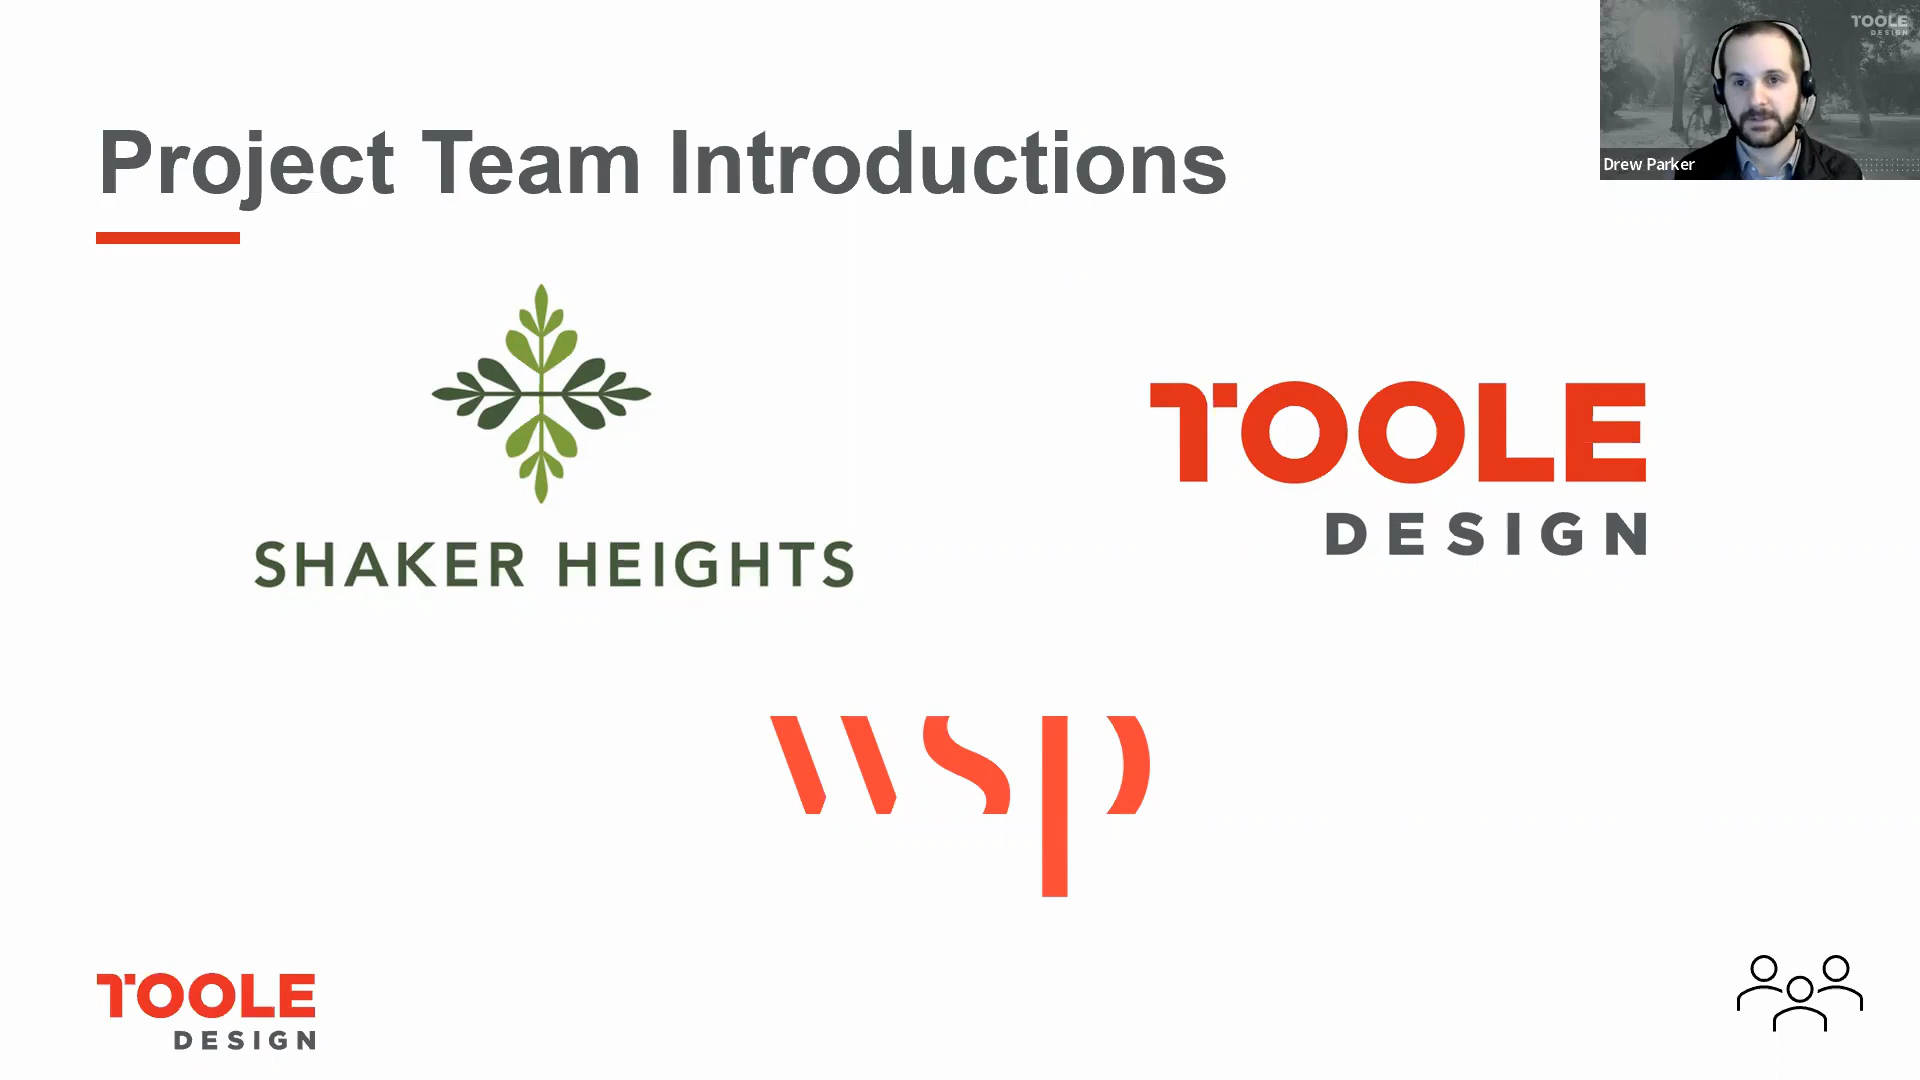 TOOLE
DESIGN
Drew Parker
Project Team Introductions
SHAKER HEIGHTS
TOOLE
DESIGN
wsp
TOOLE
DESIGN